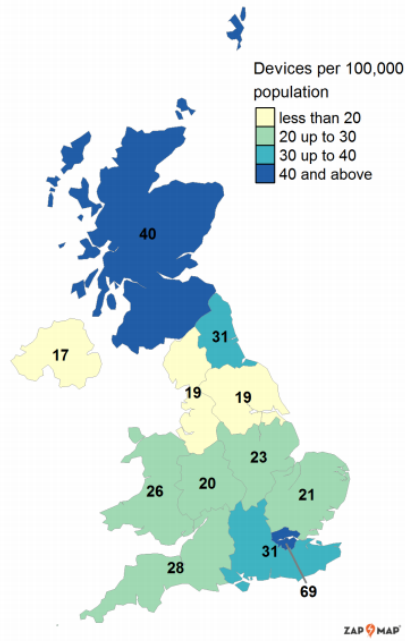 Devices per 100,000
population
less than 20
20 up to 30
30 up to 40
40 and above
40
31
17
19
19
23
26
20
21
31
28
69
ZAP MAP